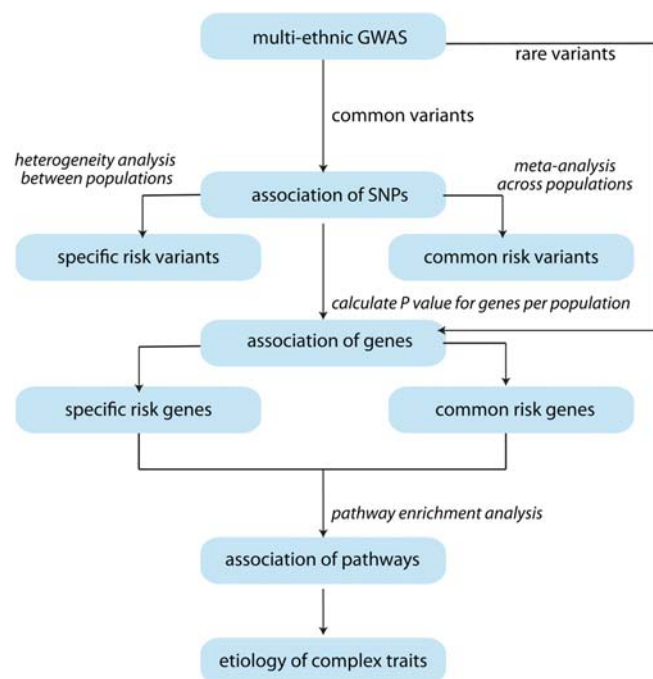 multi-ethnic GWAS
rare variants
common variants
heterogeneity analysis
between populations
meta-analysis
across populations
association of SNPs
specific risk variants
common risk variants
calculate P value for genes per population
association of genes
specific risk genes
common risk genes
pathway enrichment analysis
association of pathways
etiology of complex traits